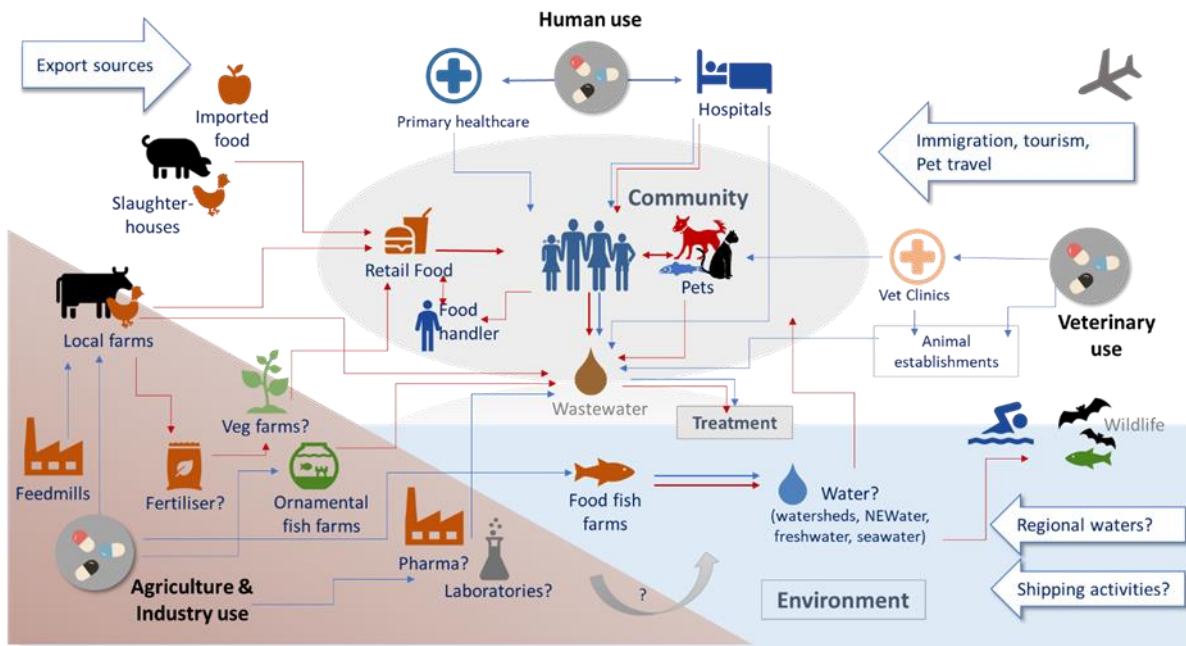 Human use
Export sources
Imported
food
Primary healthcare
Hospitals
Immigration, tourism,
Pet travel
Slaughter-
houses
Community
Retail Food
Pets
Vet Clinics
Food
handler
Local farms
Veterinary
use
Animal
establishments
Wastewater
Treatment
Veg farms?
Wildlife
Feedmills
Fertiliser?
Ornamental
fish farms
Food fish
farms
Water?
(watersheds, NEWater,
freshwater, seawater)
Regional waters?
Pharma?
Laboratories?
Agriculture &
Industry use
?
Environment
Shipping activities?